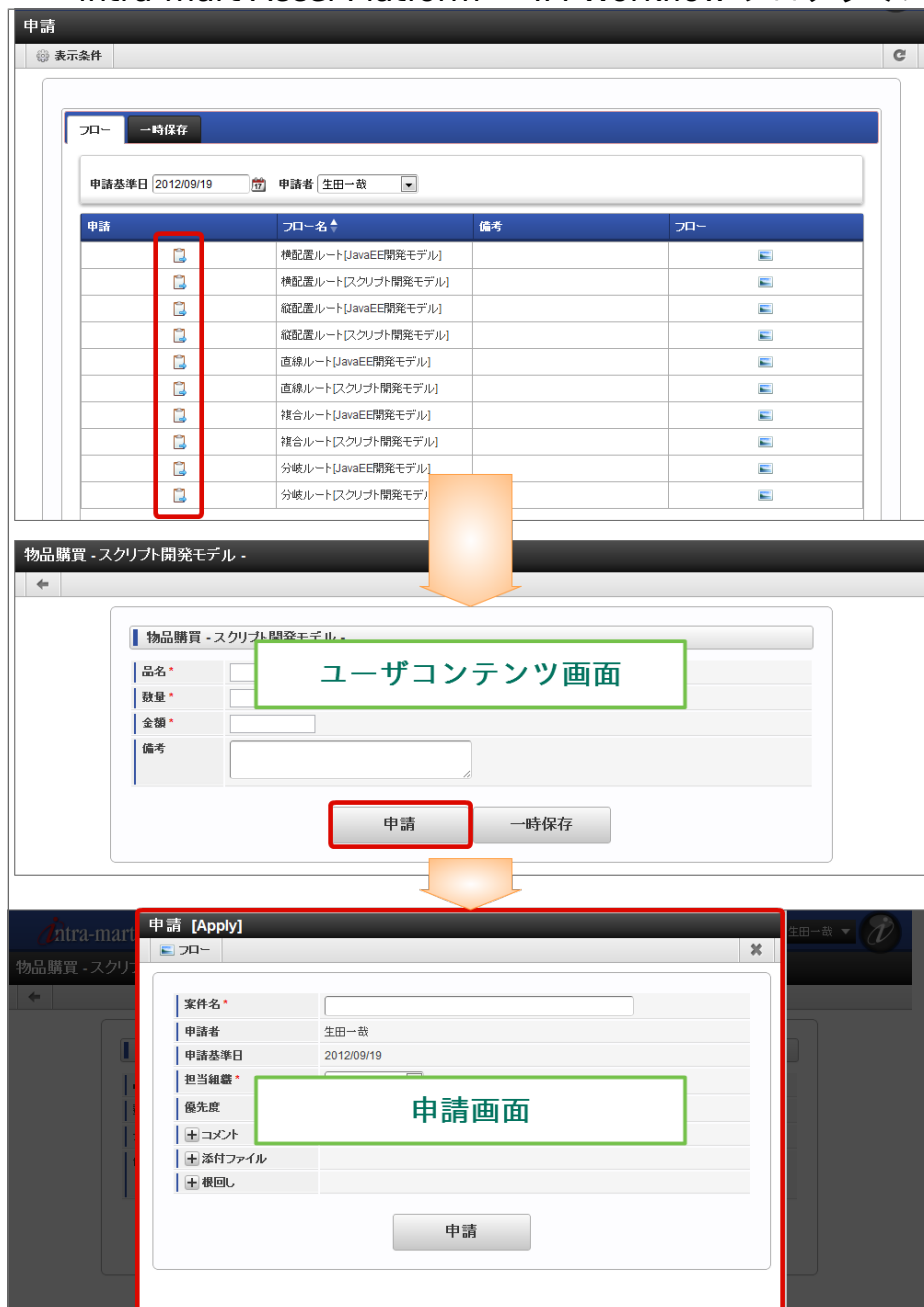 申請
表示条件
フロー 一時保存
申請基準日 2012/09/19 17 申請者 生田一哉
申請 フロー名 備考 フロー
横配置ルート[JavaEE開発モデル]
横配置ルート[スクリプト開発モデル]
縦配置ルート[JavaEE開発モデル]
縦配置ルート[スクリプト開発モデル]
直線ルート[JavaEE開発モデル]
直線ルート[スクリプト開発モデル]
複合ルート[JavaEE開発モデル]
複合ルート[スクリプト開発モデル]
分岐ルート[JavaEE開発モデル]
分岐ルート[スクリプト開発モデ
物品購買 - スクリプト開発モデル -
物品購買 - スクリプト開発モデル -
ユーザコンテンツ画面
品名 *
数量 *
金額 *
備考
申請 一時保存
intra-mart 申請 [Apply] 生田一哉
物品購買 - スクリ フロー
案件名 *
申請者 生田一哉
申請基準日 2012/09/19
担当組織 *
申請画面
優先度
コメント
添付ファイル
根回し
申請